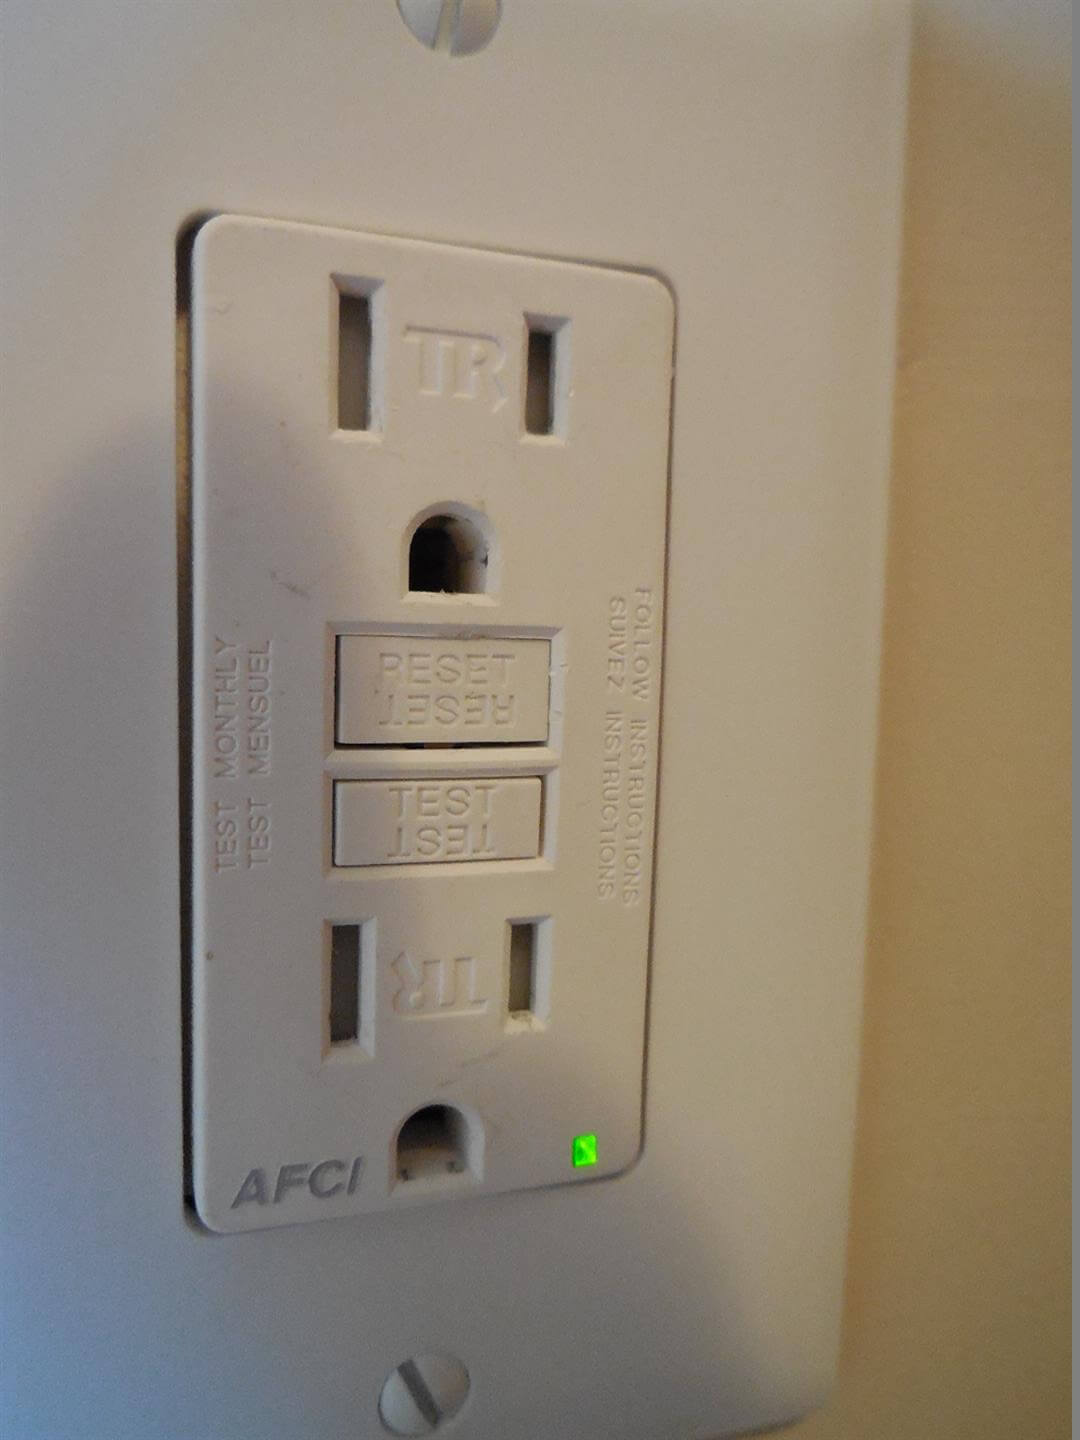 TR
RESET
RESET
TEST
TEST
TEST MONTHLY
TEST MENSUEL
FOLLOW INSTRUCTIONS
SUIVEZ INSTRUCTIONS
TR
AFCI